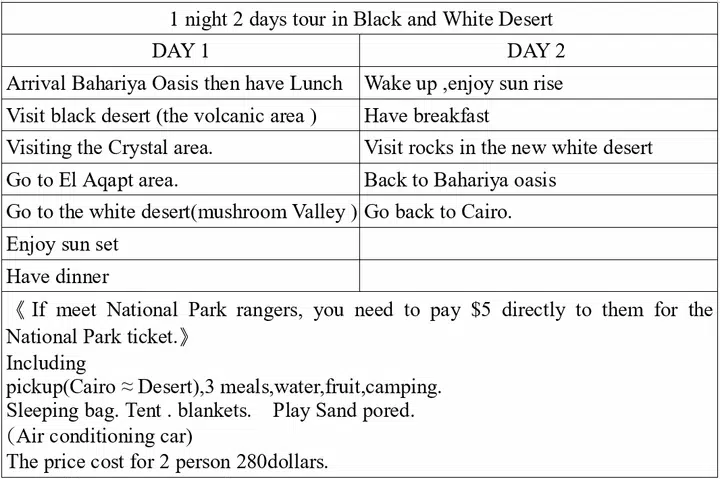 1 night 2 days tour in Black and White Desert
DAY 1 DAY 2
Arrival Bahariya Oasis then have Lunch Wake up ,enjoy sun rise
Visit black desert (the volcanic area ) Have breakfast
Visiting the Crystal area. Visit rocks in the new white desert
Go to El Aqapt area. Back to Bahariya oasis
Go to the white desert(mushroom Valley ) Go back to Cairo.
Enjoy sun set
Have dinner
《 If meet National Park rangers, you need to pay $5 directly to them for the
National Park ticket.》
Including
pickup(Cairo ≈ Desert),3 meals,water,fruit,camping.
Sleeping bag. Tent . blankets. Play Sand pored.
（Air conditioning car)
The price cost for 2 person 280dollars.